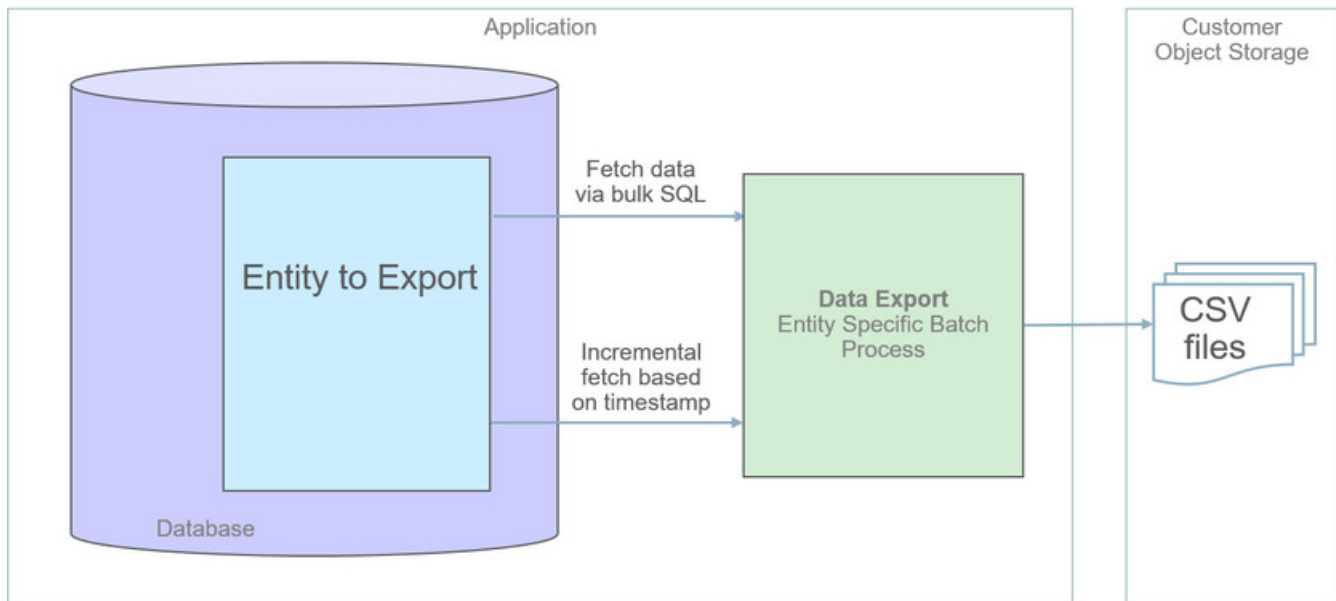 Application
Customer
Object Storage
Fetch data
via bulk SQL
Entity to Export
Data Export
Entity Specific Batch
Process
CSV
files
Incremental
fetch based
on timestamp
Database